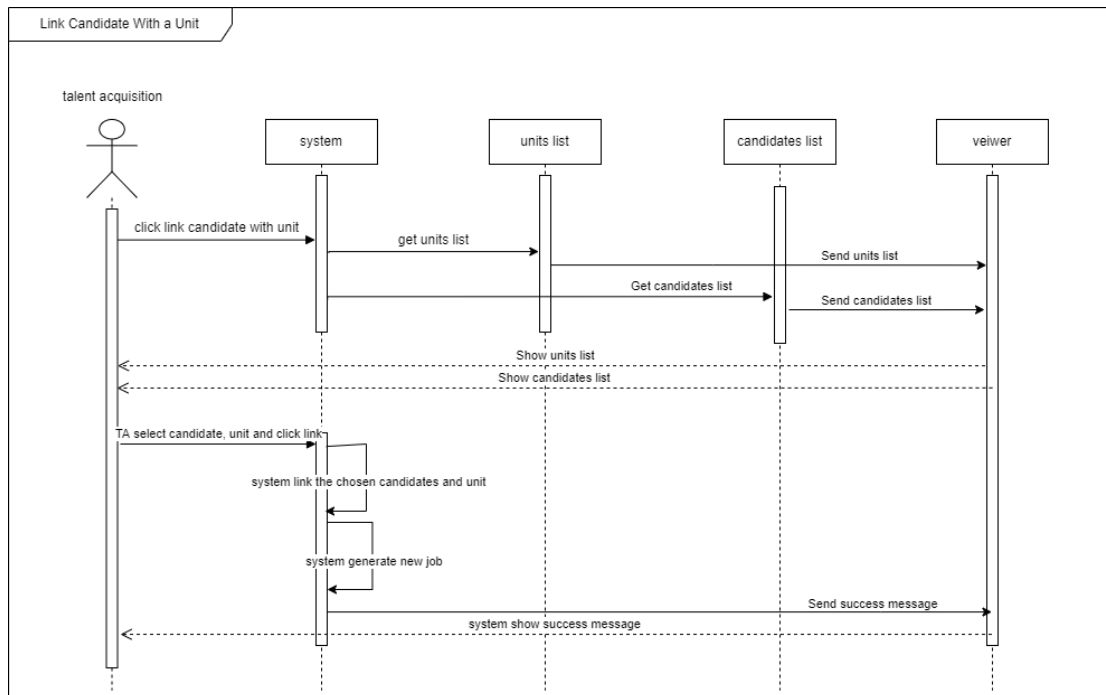 Link Candidate With a Unit
talent acquisition
system
units list
candidates list
veiwer
click link candidate with unit
get units list
Send units list
Get candidates list
Send candidates list
Show units list
Show candidates list
TA select candidate, unit and click link
system link the chosen candidates and unit
system generate new job
Send success message
system show success message